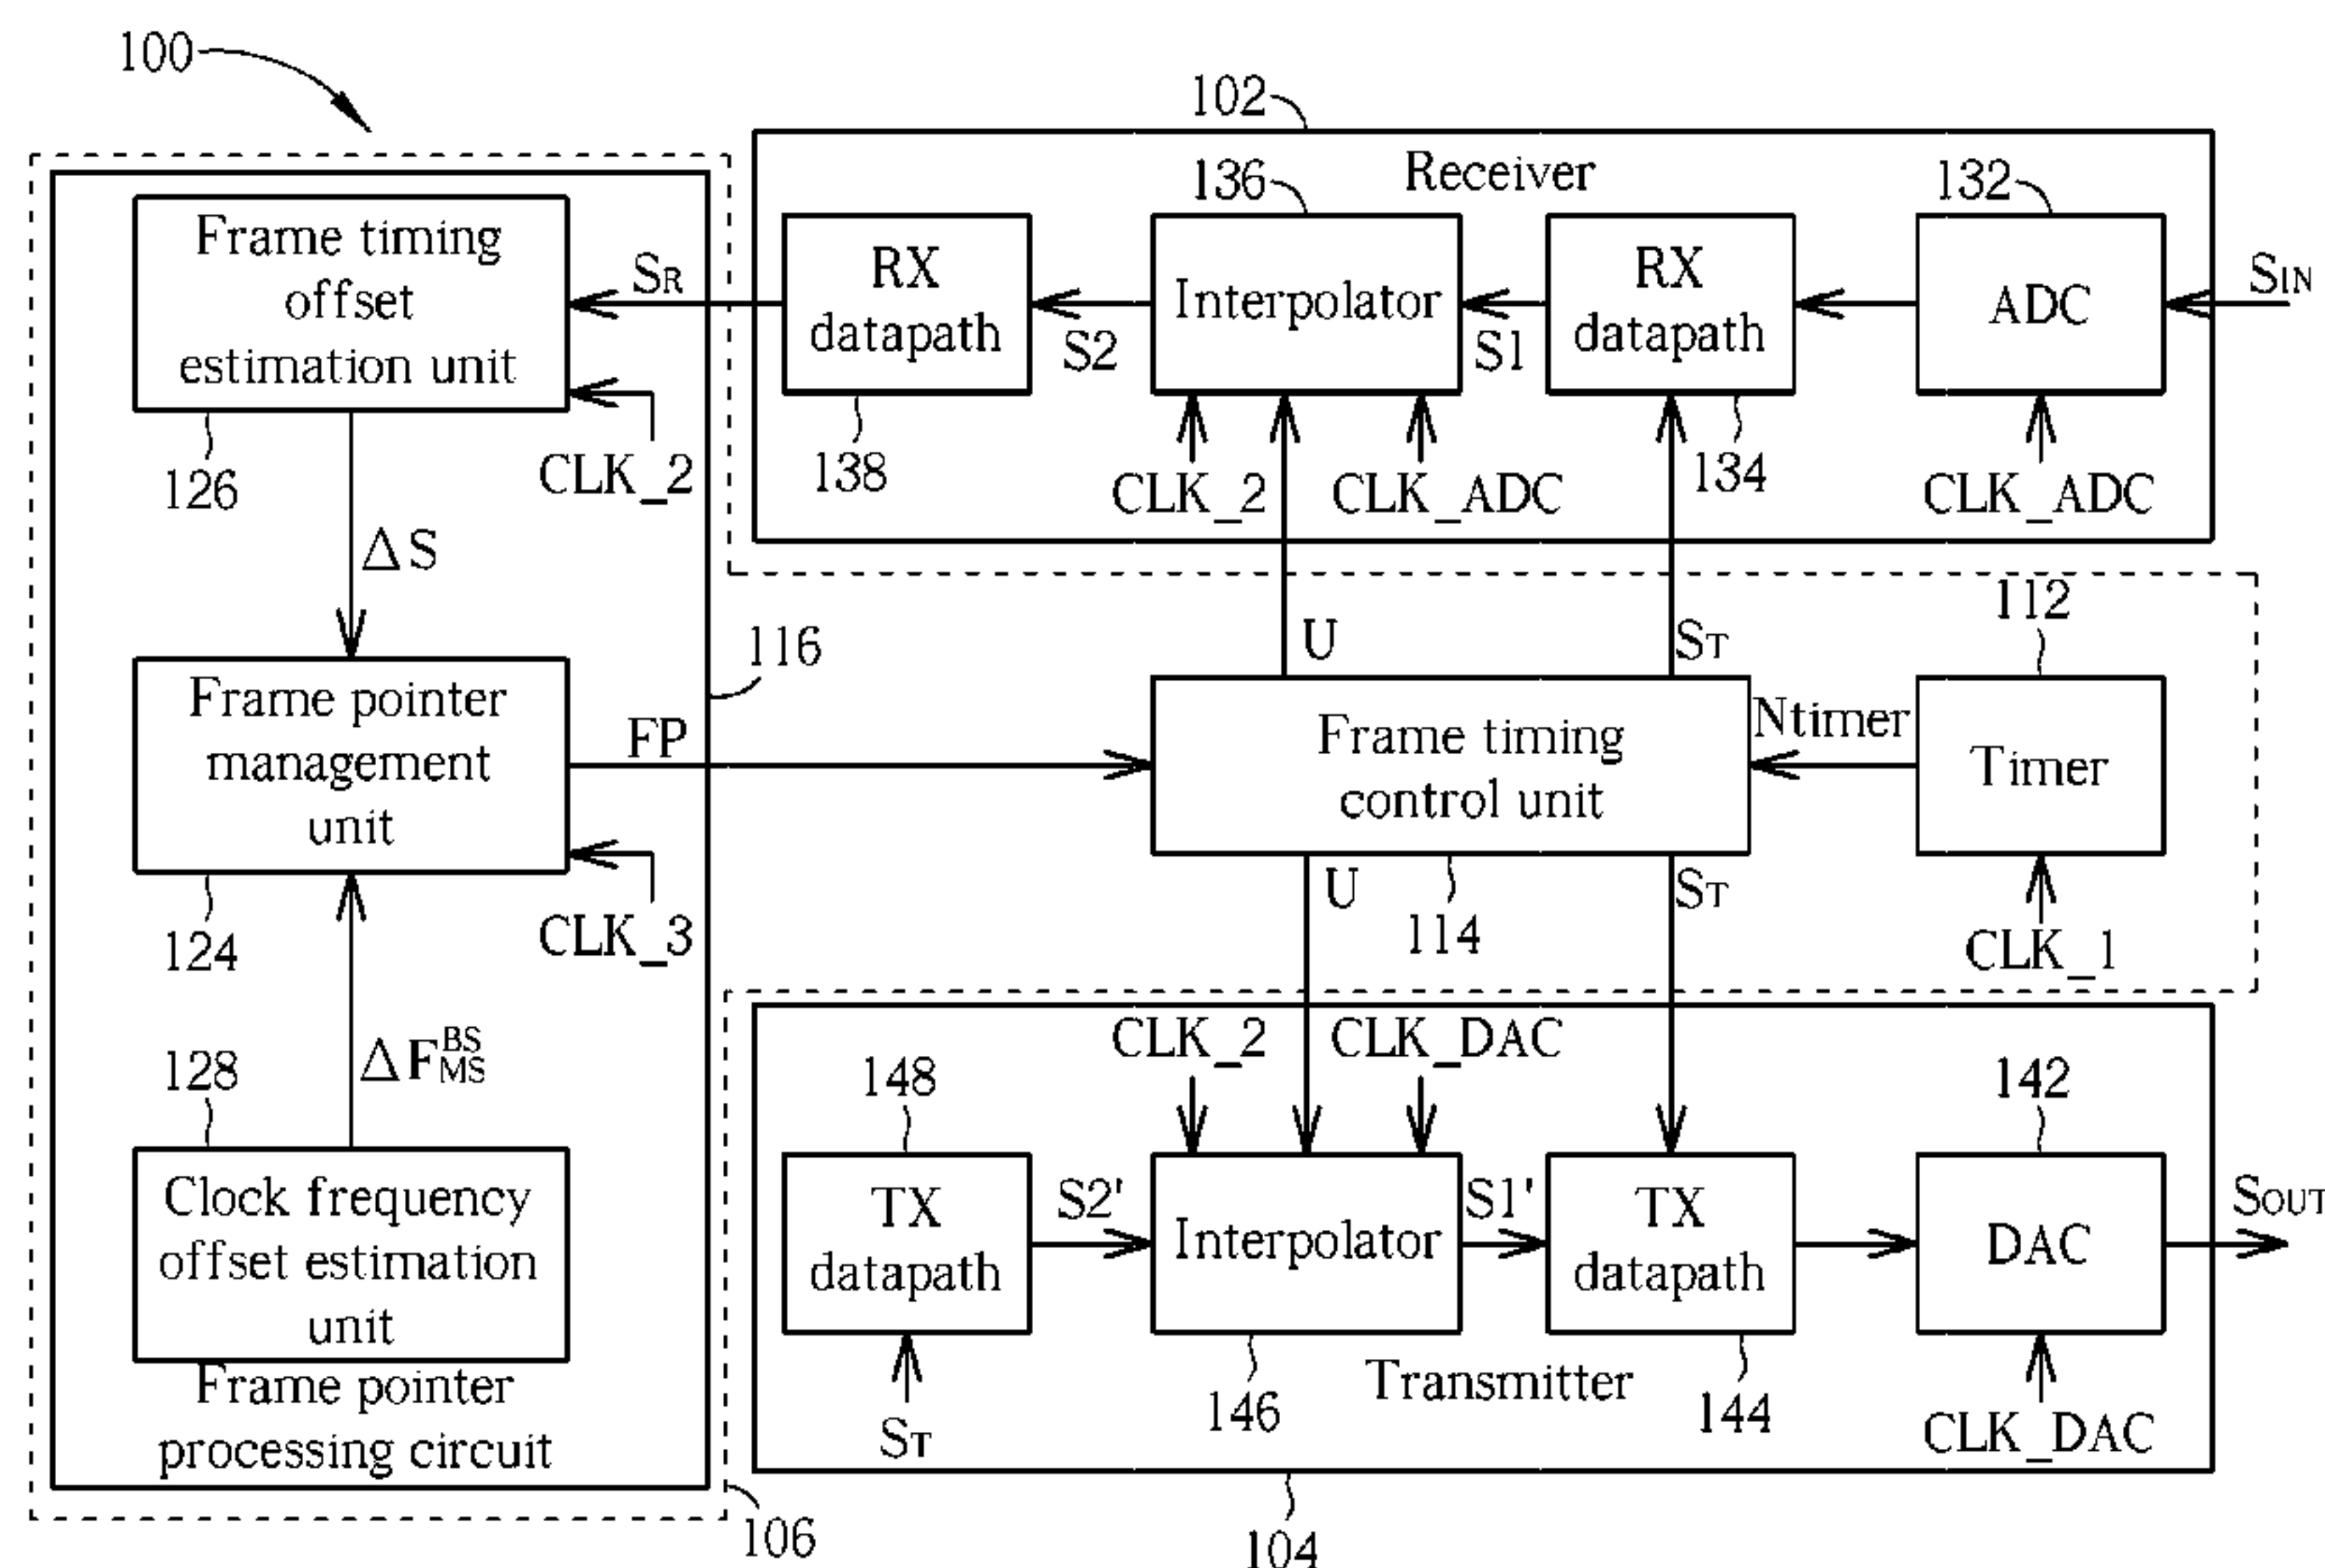 100
102
Receiver
136
132
Frame timing
offset
estimation unit
SR
RX
datapath
S2
Interpolator
S1
RX
datapath
ADC
SIN
126
CLK_2
138
CLK_2
CLK_ADC
134
CLK_ADC
ΔS
112
116
U
ST
Frame pointer
management
unit
FP
Frame timing
control unit
Ntimer
Timer
124
CLK_3
U
114
ST
CLK_1
128
ΔF BS MS
CLK_2
CLK_DAC
148
142
Clock frequency
offset estimation
unit
TX
datapath
S2'
Interpolator
S1'
TX
datapath
DAC
SOUT
Frame pointer
processing circuit
ST
146
Transmitter
144
CLK_DAC
106
104